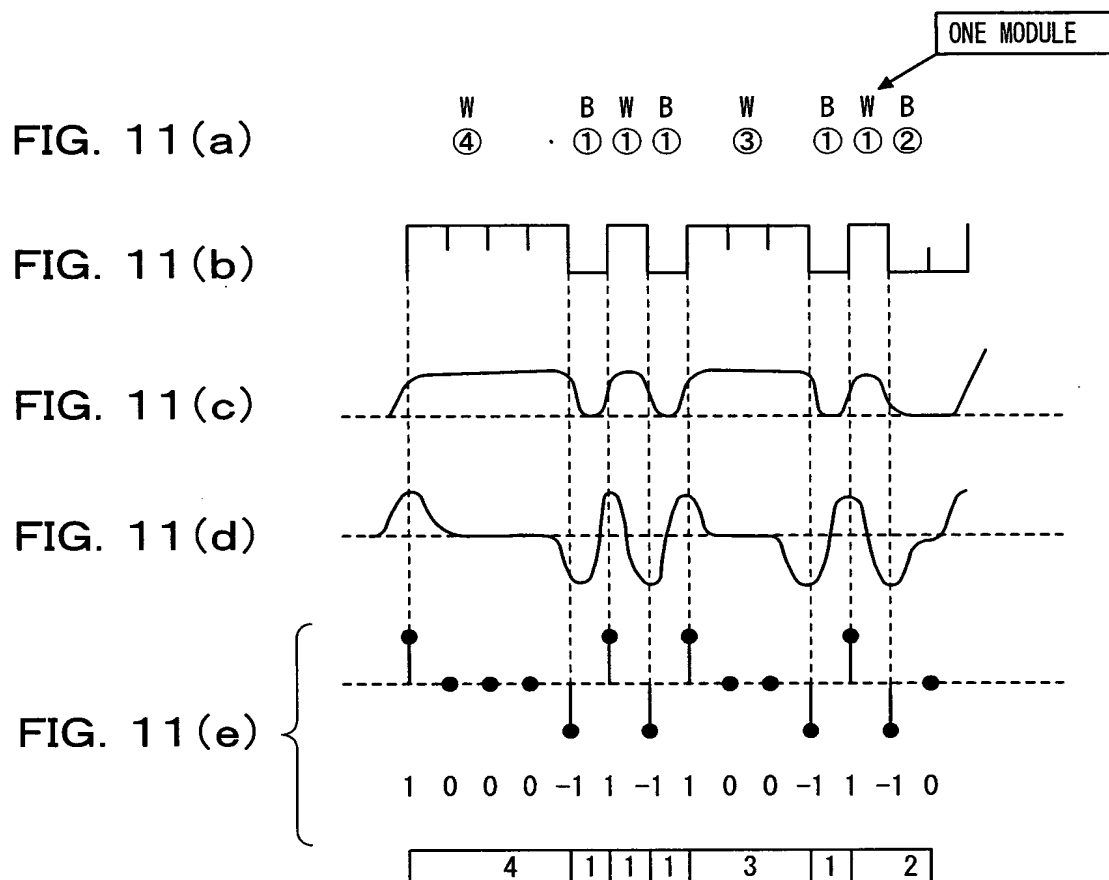 ONE MODULE
W B W B W B W B
FIG. 11(a) ④ ① ① ① ③ ① ① ②
FIG. 11(b)
FIG. 11(c)
FIG. 11(d)
FIG. 11(e)
1 0 0 0 -1 1 -1 1 0 0 -1 1 -1 0
4 1 1 1 3 1 2